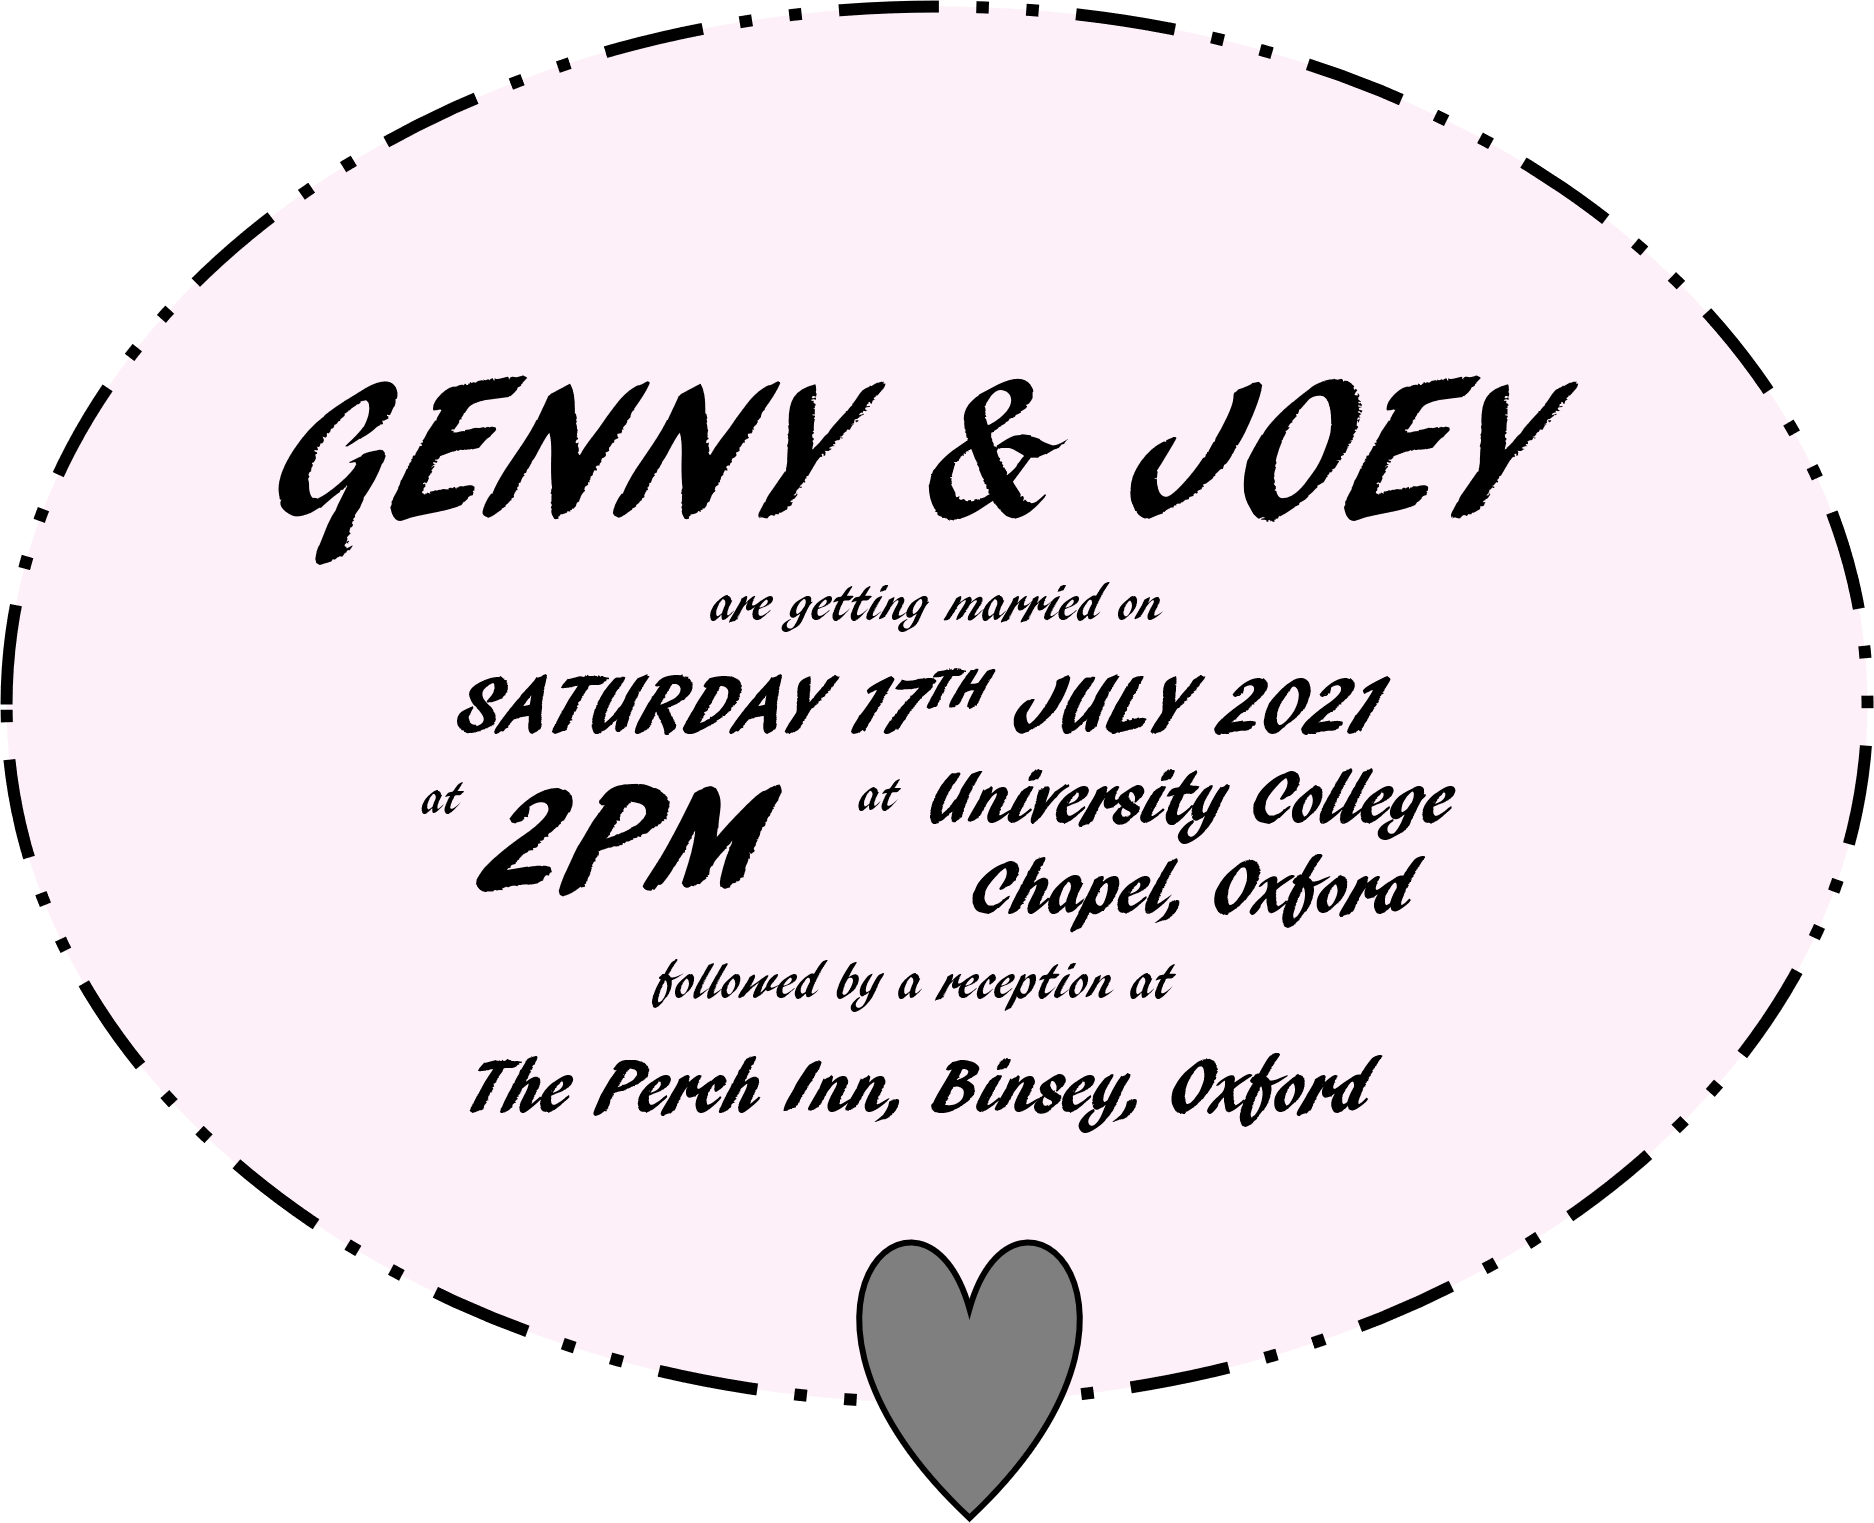 GENNY & JOEY
are getting married on
SATURDAY 17TH JULY 2021
at 2PM at University College
Chapel, Oxford
followed by a reception at
The Perch Inn, Binsey, Oxford